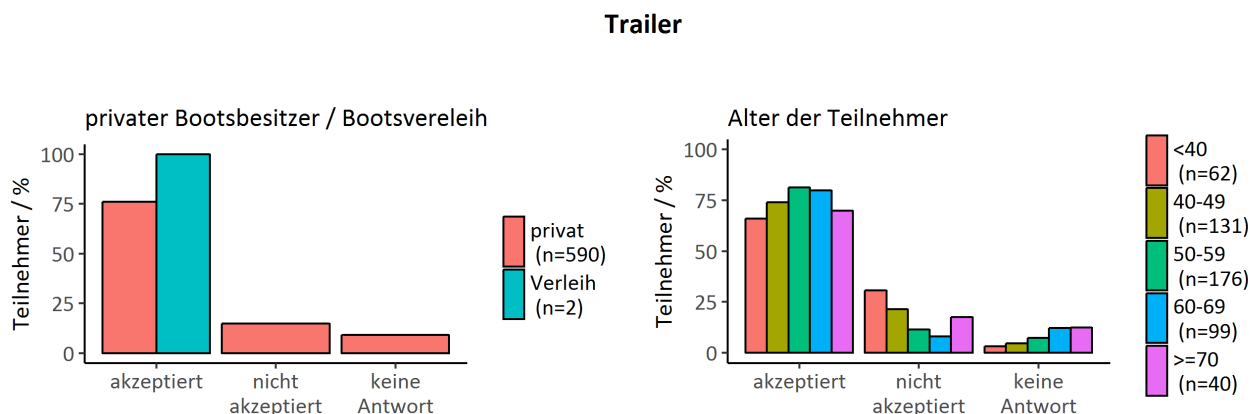 Trailer
privater Bootsbesitzer / Bootsvereleih
Teilnehmer / %
100
75
50
25
0
akzeptiert
nicht
akzeptiert
keine
Antwort
privat
(n=590)
Verleih
(n=2)
Alter der Teilnehmer
Teilnehmer / %
100
75
50
25
0
akzeptiert
nicht
akzeptiert
keine
Antwort
<40
(n=62)
40-49
(n=131)
50-59
(n=176)
60-69
(n=99)
>=70
(n=40)